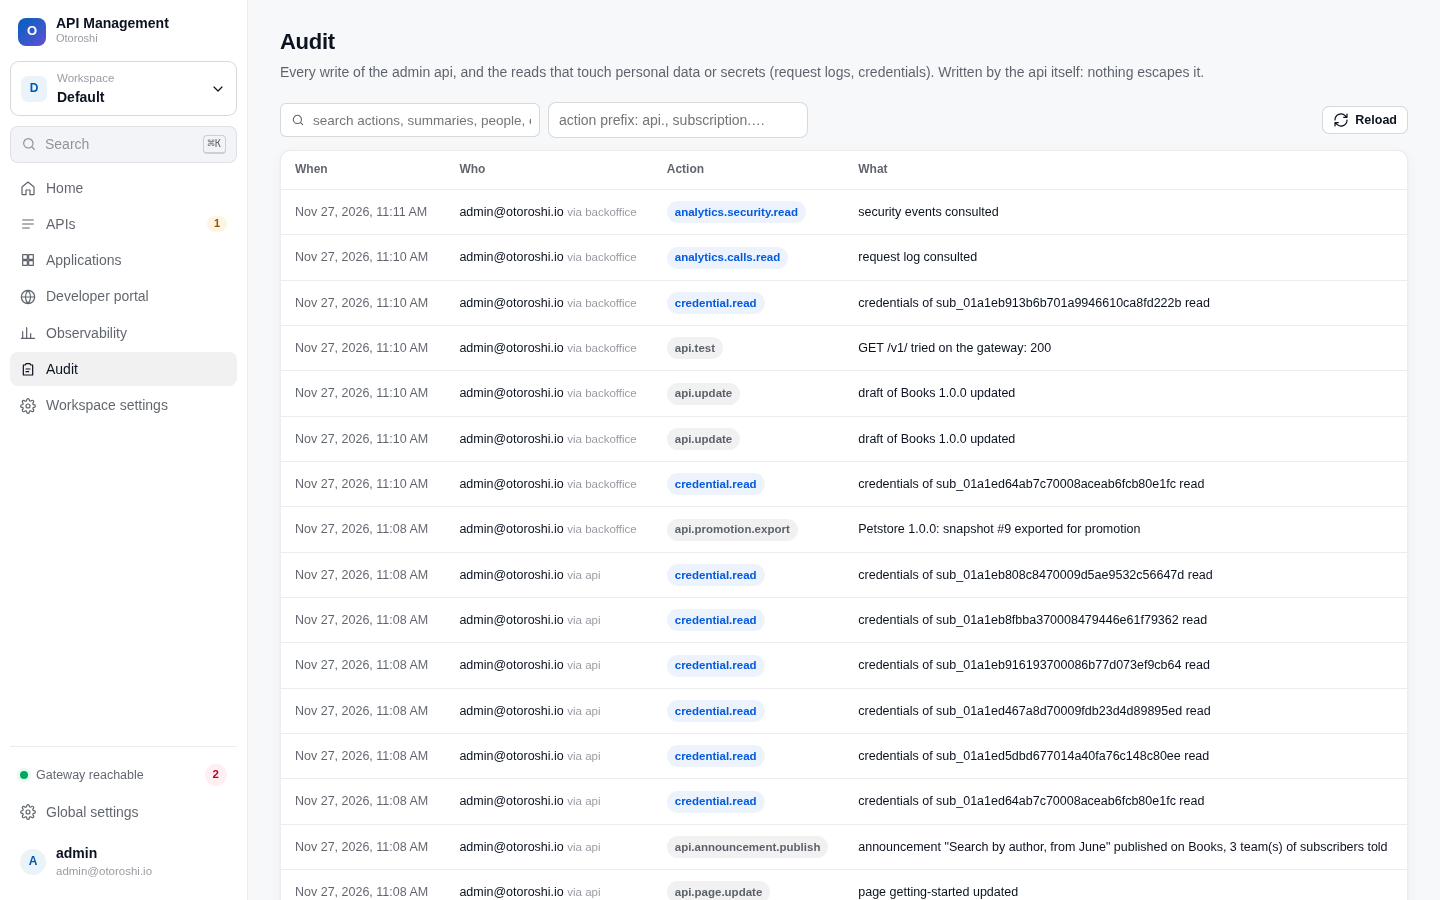 O
API Management
Otoroshi
D
Workspace
Default
Search
⌘K
Home
APIs
1
Applications
Developer portal
Observability
Audit
Workspace settings
Gateway reachable
2
Global settings
A
admin
admin@otoroshi.io
Audit
Every write of the admin api, and the reads that touch personal data or secrets (request logs, credentials). Written by the api itself: nothing escapes it.
search actions, summaries, people,
action prefix: api., subscription.…
Reload
When Who Action What
Nov 27, 2026, 11:11 AM admin@otoroshi.io via backoffice analytics.security.read security events consulted
Nov 27, 2026, 11:10 AM admin@otoroshi.io via backoffice analytics.calls.read request log consulted
Nov 27, 2026, 11:10 AM admin@otoroshi.io via backoffice credential.read credentials of sub_01a1eb913b6b701a9946610ca8fd222b read
Nov 27, 2026, 11:10 AM admin@otoroshi.io via backoffice api.test GET /v1/ tried on the gateway: 200
Nov 27, 2026, 11:10 AM admin@otoroshi.io via backoffice api.update draft of Books 1.0.0 updated
Nov 27, 2026, 11:10 AM admin@otoroshi.io via backoffice api.update draft of Books 1.0.0 updated
Nov 27, 2026, 11:10 AM admin@otoroshi.io via backoffice credential.read credentials of sub_01a1ed64ab7c70008aceab6fcb80e1fc read
Nov 27, 2026, 11:08 AM admin@otoroshi.io via backoffice api.promotion.export Petstore 1.0.0: snapshot #9 exported for promotion
Nov 27, 2026, 11:08 AM admin@otoroshi.io via api credential.read credentials of sub_01a1eb808c8470009d5ae9532c56647d read
Nov 27, 2026, 11:08 AM admin@otoroshi.io via api credential.read credentials of sub_01a1eb8fbba370008479446e61f79362 read
Nov 27, 2026, 11:08 AM admin@otoroshi.io via api credential.read credentials of sub_01a1eb916193700086b77d073ef9cb64 read
Nov 27, 2026, 11:08 AM admin@otoroshi.io via api credential.read credentials of sub_01a1ed467a8d70009fdb23d4d89895ed read
Nov 27, 2026, 11:08 AM admin@otoroshi.io via api credential.read credentials of sub_01a1ed5dbd677014a40fa76c148c80ee read
Nov 27, 2026, 11:08 AM admin@otoroshi.io via api credential.read credentials of sub_01a1ed64ab7c70008aceab6fcb80e1fc read
Nov 27, 2026, 11:08 AM admin@otoroshi.io via api api.announcement.publish announcement "Search by author, from June" published on Books, 3 team(s) of subscribers told
Nov 27, 2026, 11:08 AM admin@otoroshi.io via api api.page.update page getting-started updated